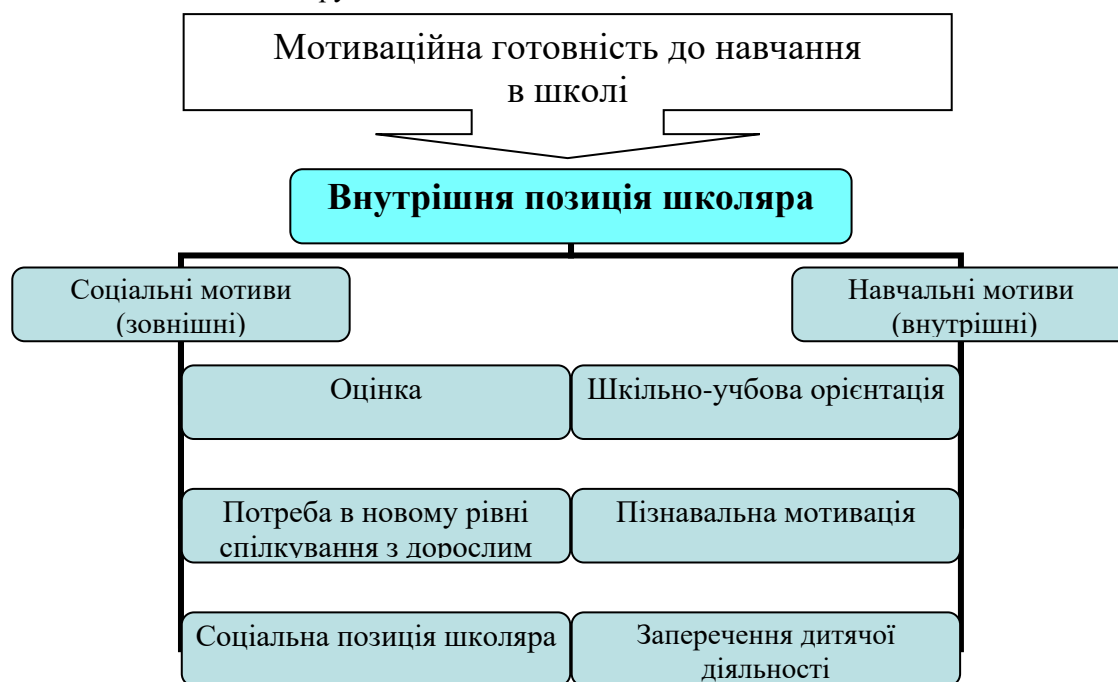 Мотиваційна готовність до навчання
в школі
Внутрішня позиція школяра
Соціальні мотиви
(зовнішні)
Навчальні мотиви
(внутрішні)
Оцінка
Шкільно-учбова орієнтація
Потреба в новому рівні
спілкування з дорослим
Пізнавальна мотивація
Соціальна позиція школяра
Заперечення дитячої
діяльності